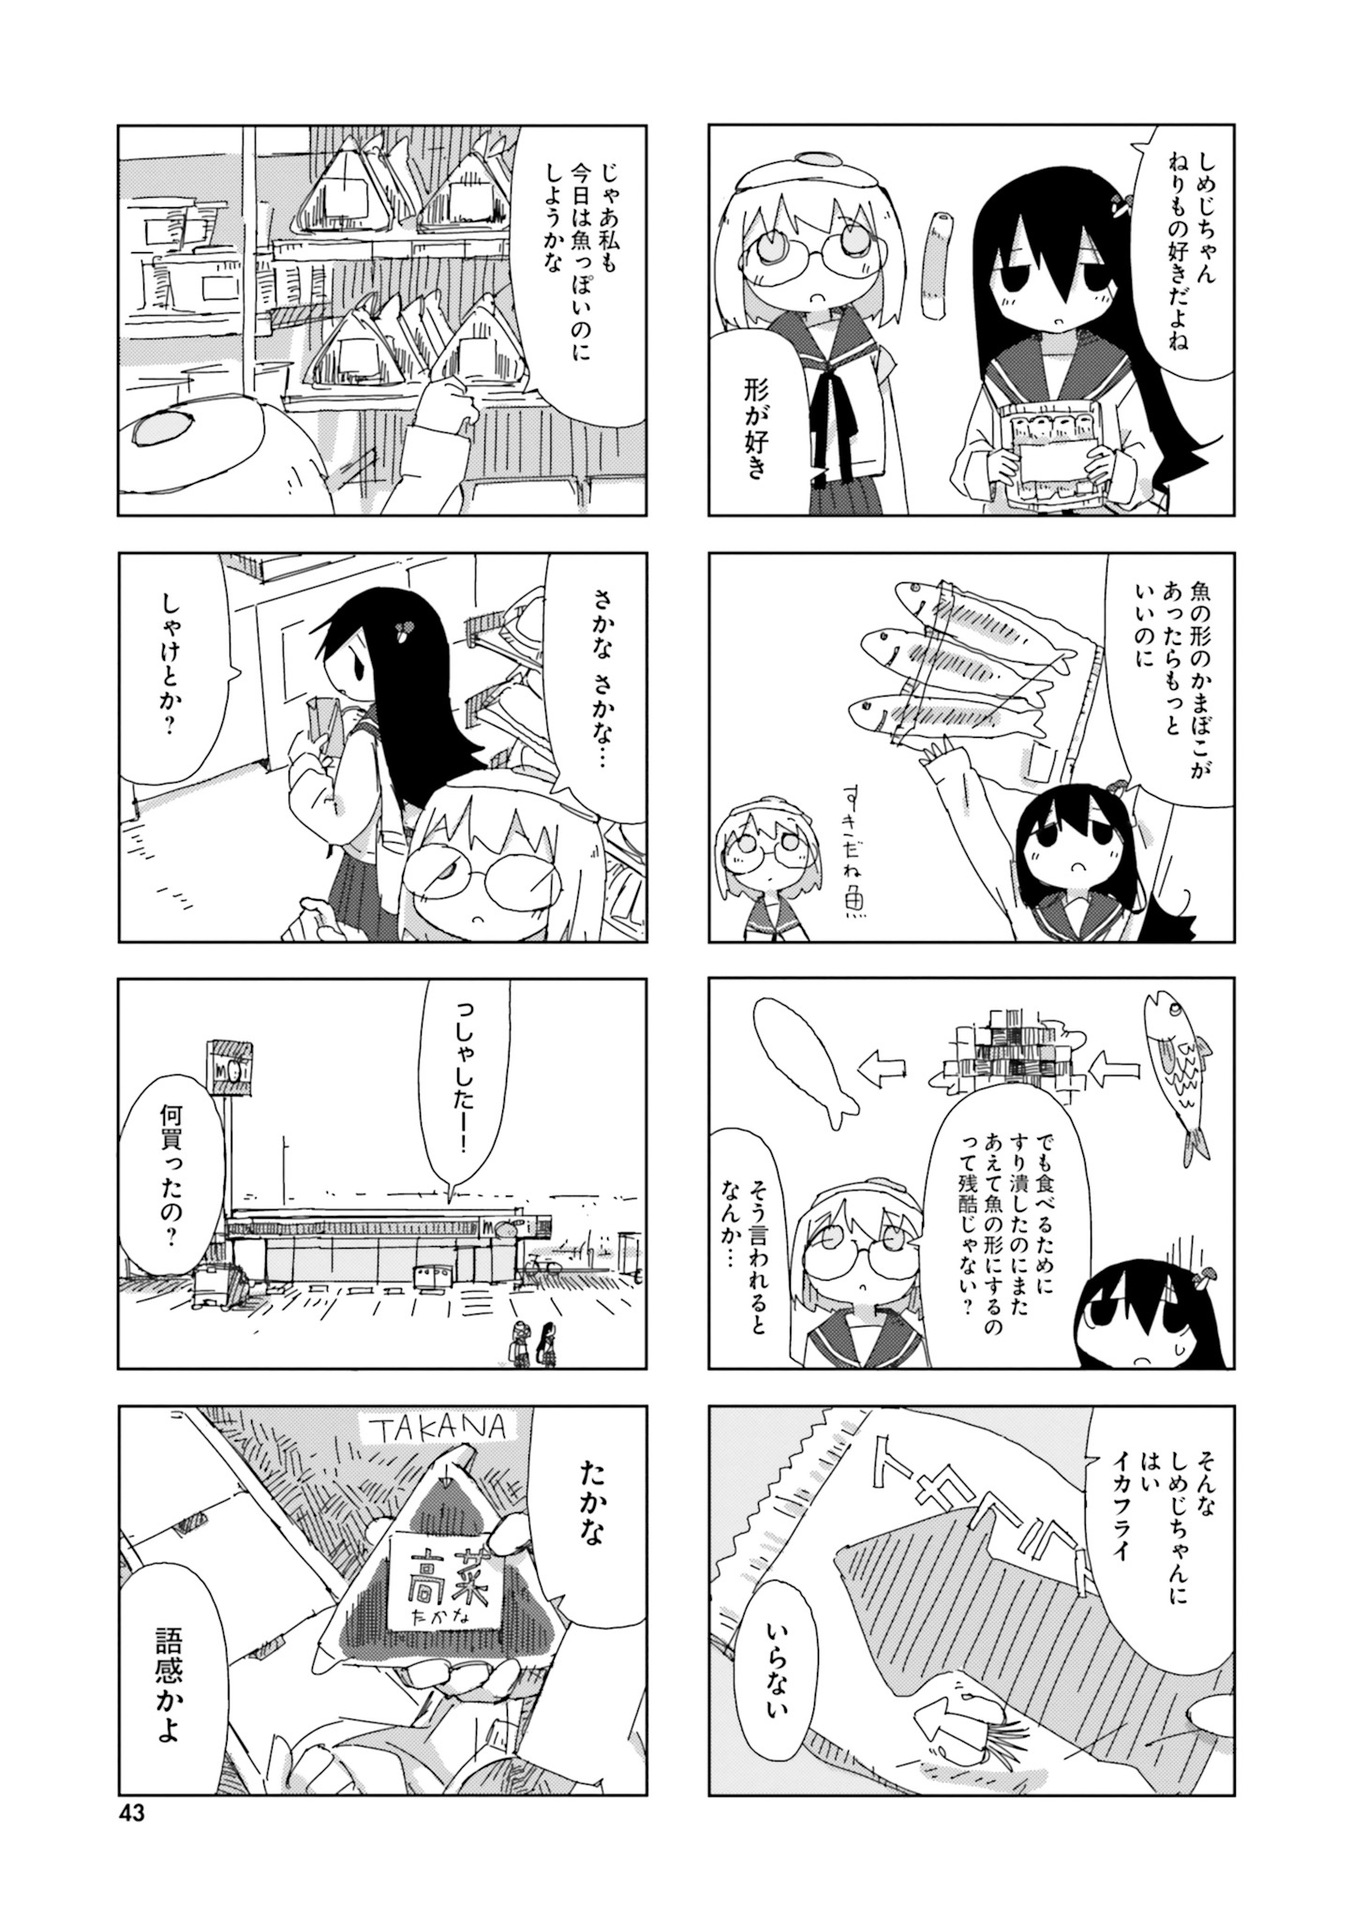 しめじちゃん
ねりもの好きだよね
形が好き
魚の形のかまぼこが
あったらもっと
いいのに
すきだね魚
でも食べるために
すり潰したのにまた
あえて魚の形にするの
って残酷じゃない?
そう言われると
なんか…
そんな
しめじちゃんに
はい
イカフライ
イカフライ
いらない
じゃあ私も
今日は魚っぽいのに
しようかな
さかな さかな…
しゃけとか?
っしゃしたー!
moi
何買ったの?
TAKANA
たかな
高菜
たかな
語感かよ
43